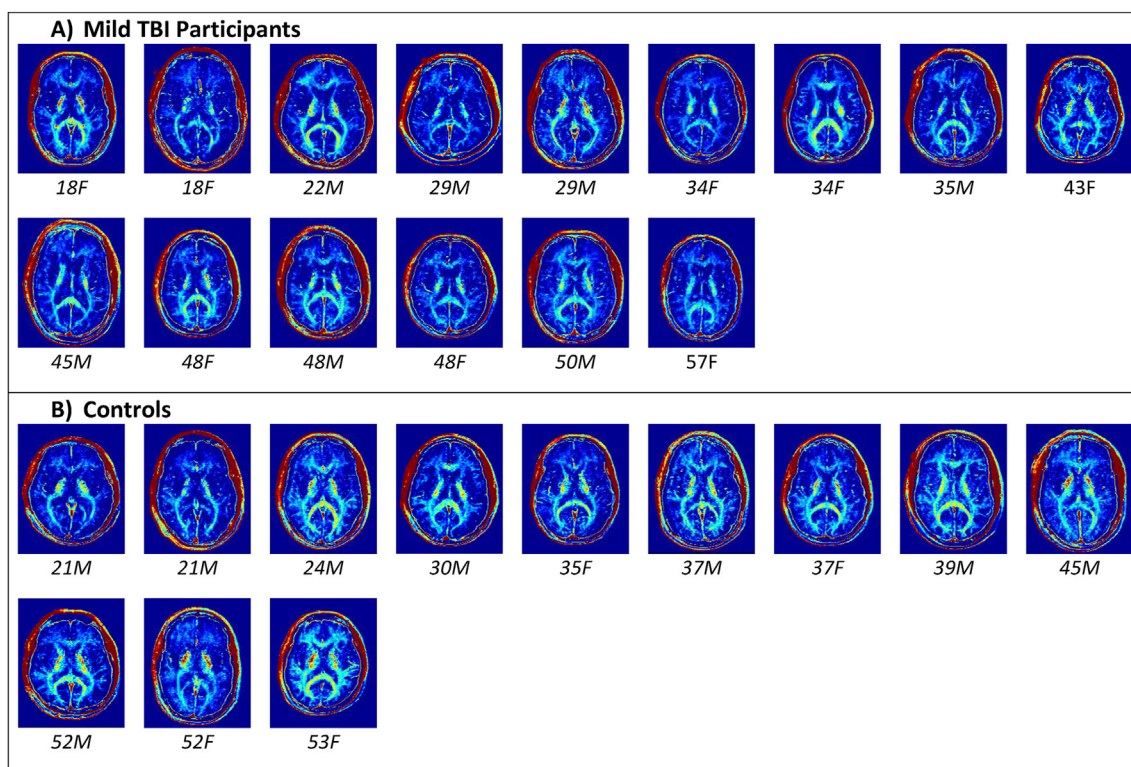 A) Mild TBI Participants
18F 18F 22M 29M 29M 34F 34F 35M 43F
45M 48F 48M 48F 50M 57F
B) Controls
21M 21M 24M 30M 35F 37M 37F 39M 45M
52M 52F 53F